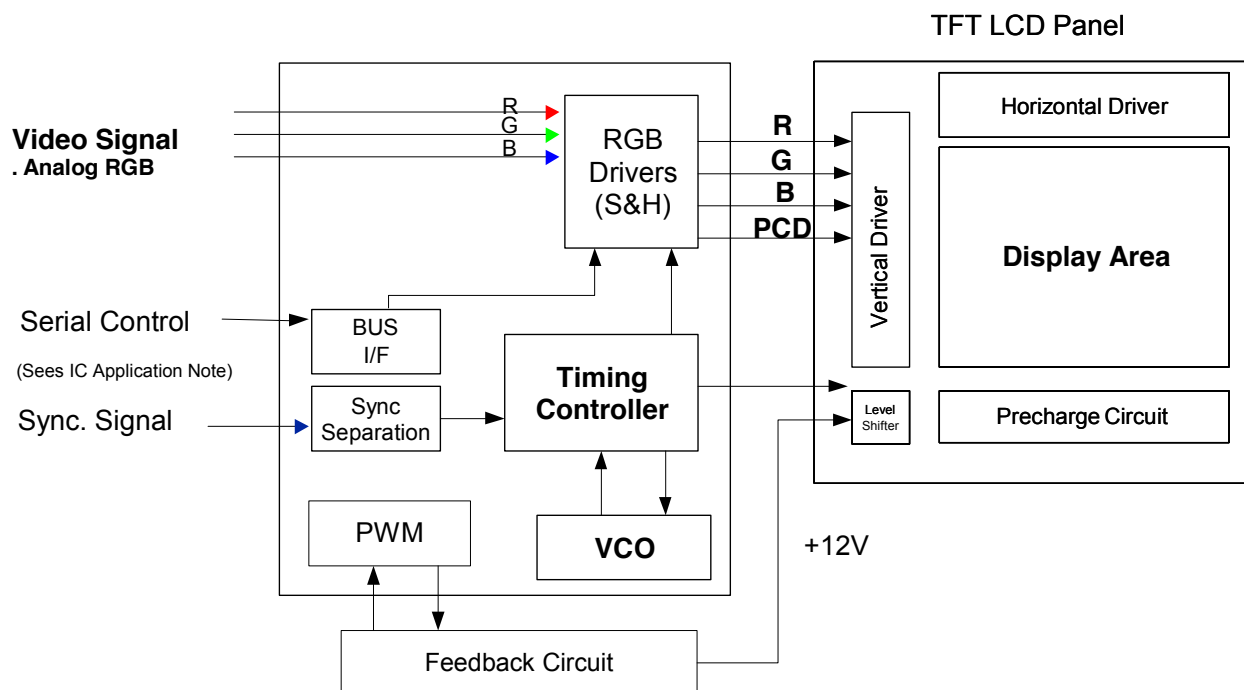 TFT LCD Panel
Video Signal
. Analog RGB
R
G
B
RGB
Drivers
(S&H)
R
G
B
PCD
Vertical Driver
Horizontal Driver
Display Area
Serial Control
(Sees IC Application Note)
BUS
I/F
Sync. Signal
Sync
Separation
Timing
Controller
Level
Shifter
Precharge Circuit
PWM
VCO
+12V
Feedback Circuit